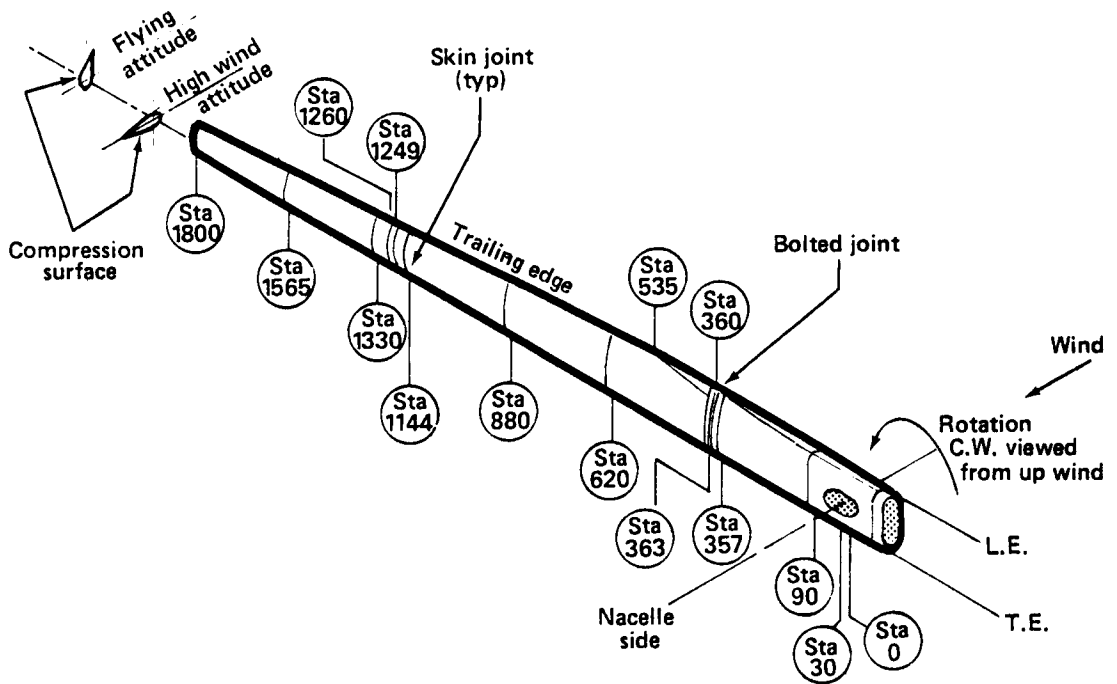 Flying
attitude
High wind
attitude
Compression
surface
Skin joint
(typ)
Sta
1260
Sta
1249
Sta
1800
Sta
1565
Sta
1330
Sta
1144
Trailing edge
Sta
880
Sta
535
Sta
360
Bolted joint
Wind
Rotation
C.W. viewed
from up wind
Sta
620
Sta
363
Sta
357
Nacelle
side
Sta
90
Sta
30
Sta
0
L.E.
T.E.